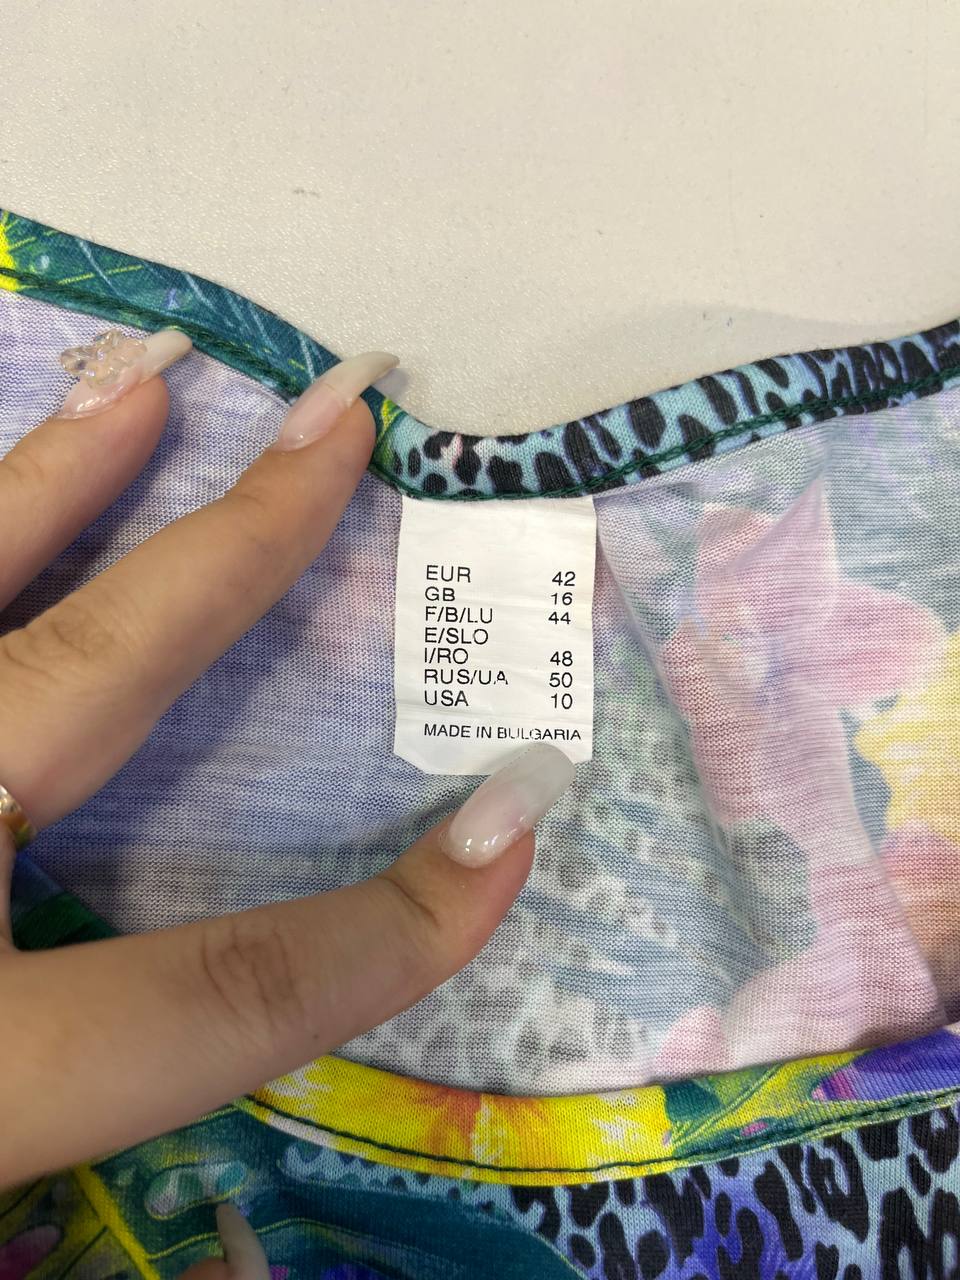 EUR 42
GB 16
F/B/LU 44
E/SLO
I/RO 48
RUS/UA 50
USA 10
MADE IN BULGARIA